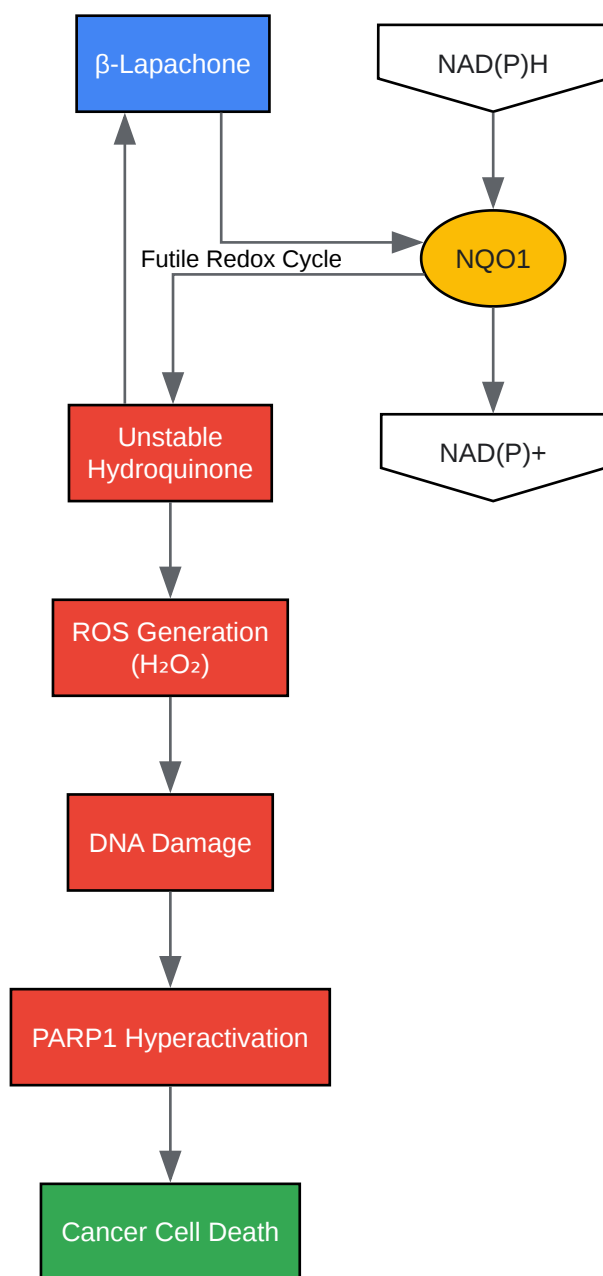 β-Lapachone
NAD(P)H
NQO1
Futile Redox Cycle
Unstable
Hydroquinone
NAD(P)+
ROS Generation
(H₂O₂)
DNA Damage
PARP1 Hyperactivation
Cancer Cell Death